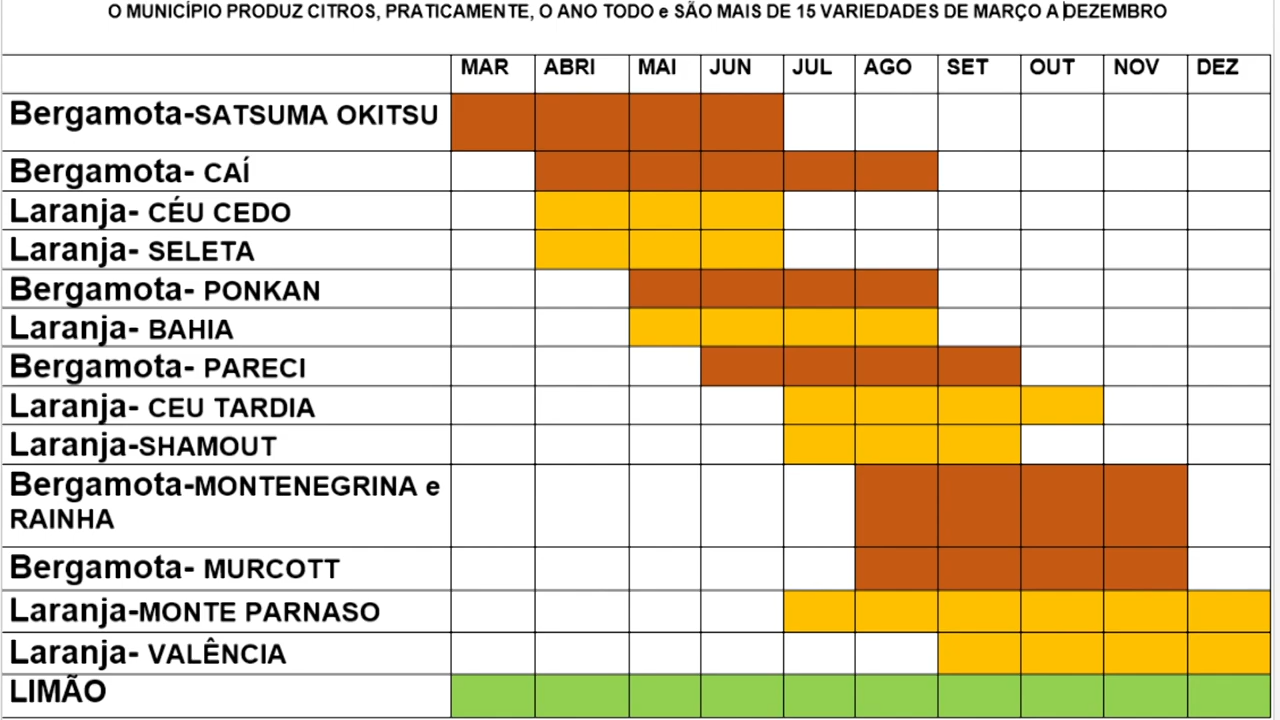 O MUNICÍPIO PRODUZ CITROS, PRATICAMENTE, O ANO TODO e SÃO MAIS DE 15 VARIEDADES DE MARÇO A DEZEMBRO
MAR ABRI MAI JUN JUL AGO SET OUT NOV DEZ
Bergamota-SATSUMA OKITSU
Bergamota- CAÍ
Laranja- CÉU CEDO
Laranja- SELETA
Bergamota- PONKAN
Laranja- BAHIA
Bergamota- PARECI
Laranja- CEU TARDIA
Laranja-SHAMOUT
Bergamota-MONTENEGRINA e
RAINHA
Bergamota- MURCOTT
Laranja-MONTE PARNASO
Laranja- VALÊNCIA
LIMÃO